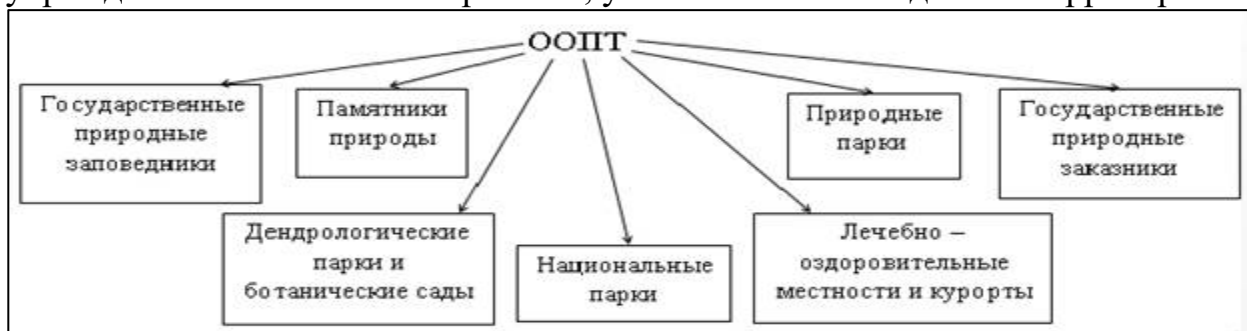 ООПТ
Государственные
природные
заповедники
Памятники
природы
Природные
парки
Государственные
природные
заказники
Дендрологические
парки и
ботанические сады
Национальные
парки
Лечебно –
оздоровительные
местности и курорты